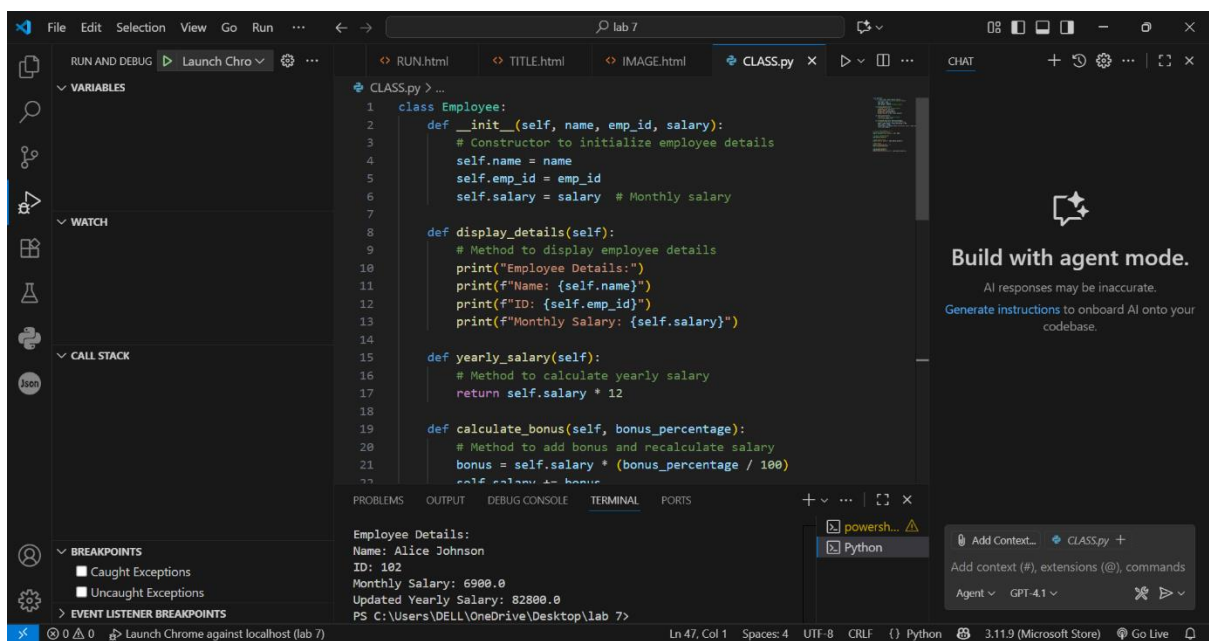 File Edit Selection View Go Run ··· lab 7
RUN AND DEBUG Launch Chro ···
VARIABLES
WATCH
CALL STACK
BREAKPOINTS
Caught Exceptions
Uncaught Exceptions
EVENT LISTENER BREAKPOINTS
Json
RUN.html TITLE.html IMAGE.html CLASS.py
CLASS.py > ...
1 class Employee:
2 def __init__(self, name, emp_id, salary):
3 # Constructor to initialize employee details
4 self.name = name
5 self.emp_id = emp_id
6 self.salary = salary # Monthly salary
7
8 def display_details(self):
9 # Method to display employee details
10 print("Employee Details:")
11 print(f"Name: {self.name}")
12 print(f"ID: {self.emp_id}")
13 print(f"Monthly Salary: {self.salary}")
14
15 def yearly_salary(self):
16 # Method to calculate yearly salary
17 return self.salary * 12
18
19 def calculate_bonus(self, bonus_percentage):
20 # Method to add bonus and recalculate salary
21 bonus = self.salary * (bonus_percentage / 100)
22 self.salary += bonus
PROBLEMS OUTPUT DEBUG CONSOLE TERMINAL PORTS
Employee Details:
Name: Alice Johnson
ID: 102
Monthly Salary: 6900.0
Updated Yearly Salary: 82800.0
PS C:\Users\DELL\OneDrive\Desktop\lab 7>
powersh...
Python
CHAT
Build with agent mode.
AI responses may be inaccurate.
Generate instructions to onboard AI onto your
codebase.
Add Context... CLASS.py +
Add context (#), extensions (@), commands
Agent GPT-4.1
0 0 Launch Chrome against localhost (lab 7) Ln 47, Col 1 Spaces: 4 UTF-8 CRLF {} Python 3.11.9 (Microsoft Store) Go Live